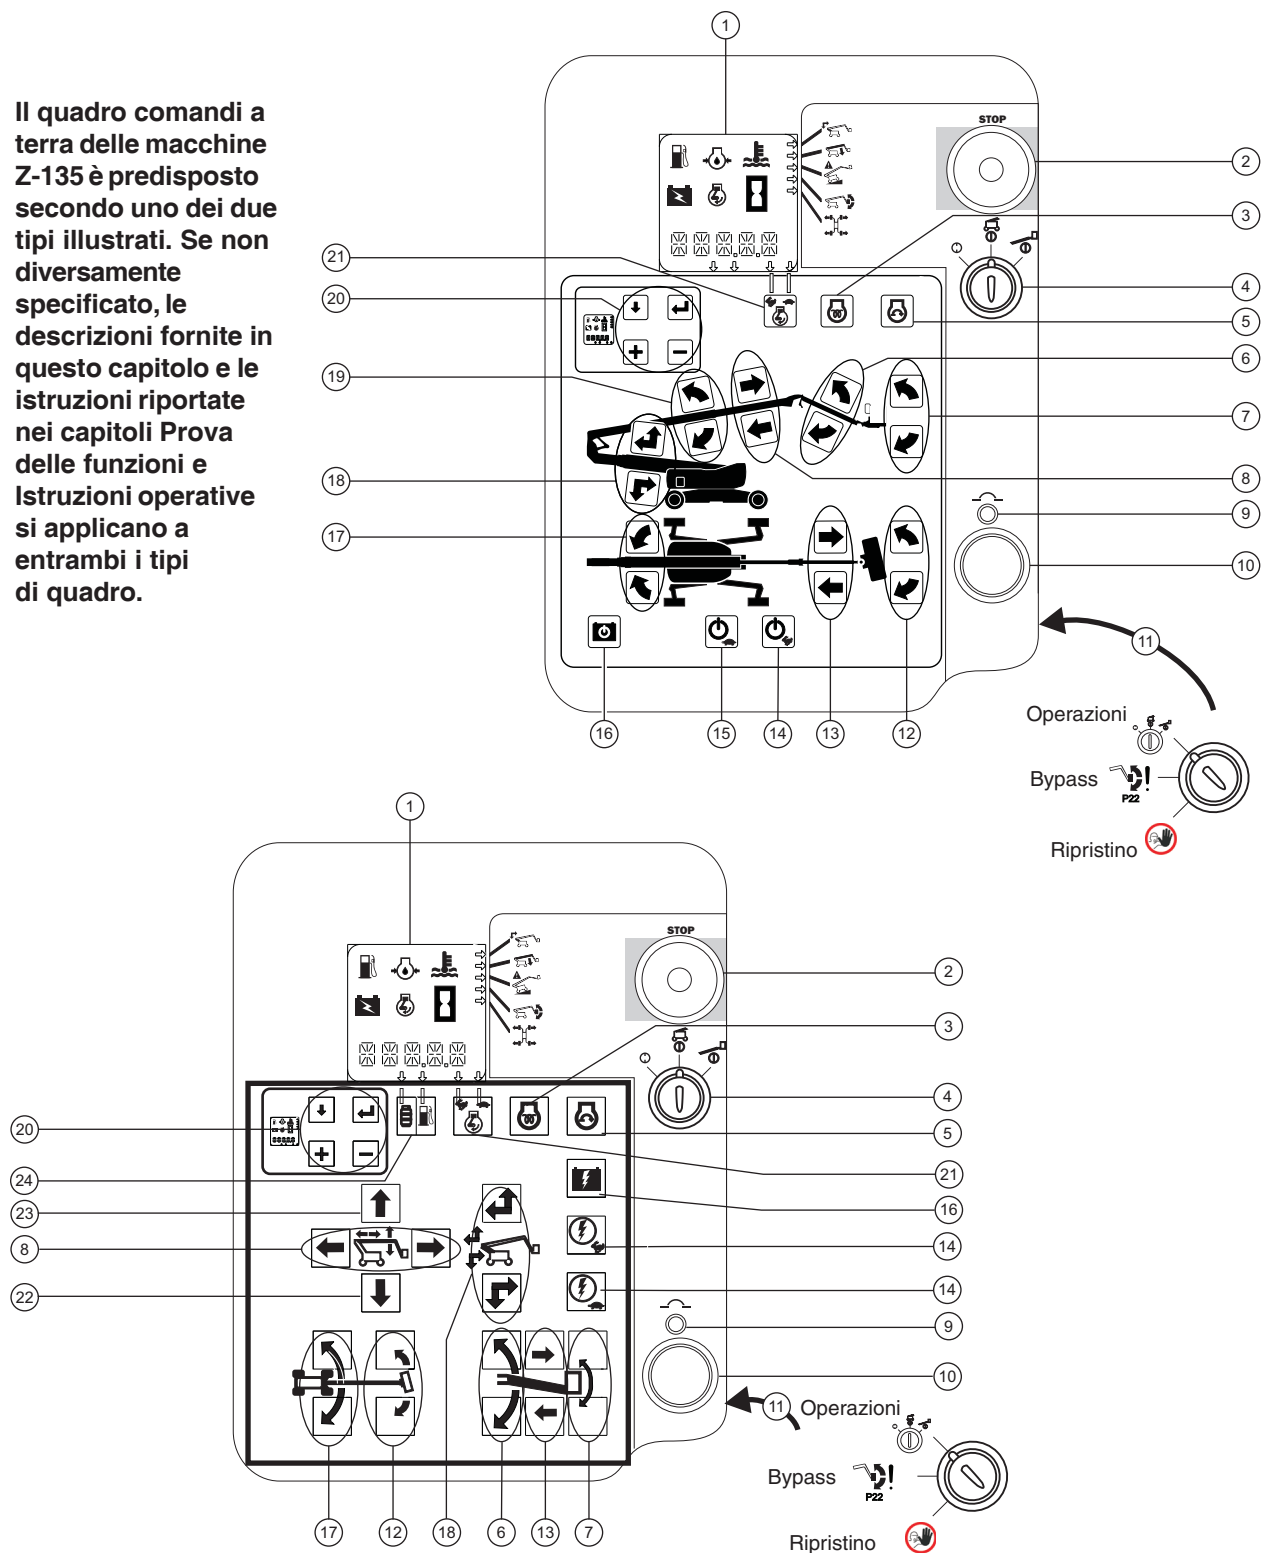 Il quadro comandi a
terra delle macchine
Z-135 è predisposto
secondo uno dei due
tipi illustrati. Se non
diversamente
specificato, le
descrizioni fornite in
questo capitolo e le
istruzioni riportate
nei capitoli Prova
delle funzioni e
Istruzioni operative
si applicano a
entrambi i tipi
di quadro.
1
STOP
2
3
21
20
4
5
6
19
7
18
8
17
9
10
11
16
15
14
13
12
Operazioni
Bypass
P22
Ripristino
1
STOP
2
3
4
20
5
24
21
23
16
8
14
22
14
9
10
11
Operazioni
Bypass
P22
Ripristino
17
12
18
6
13
7